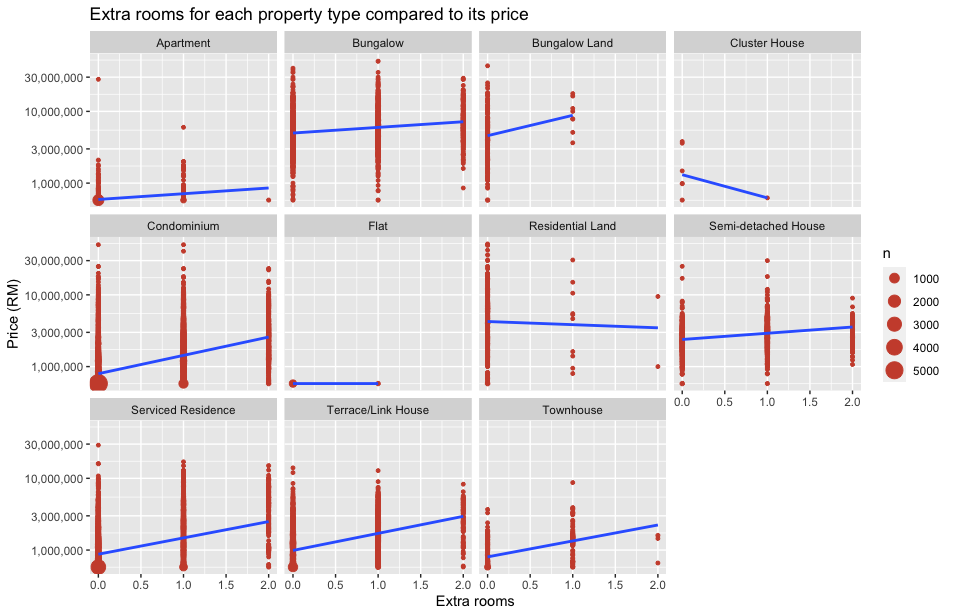 Extra rooms for each property type compared to its price
Apartment
Bungalow
Bungalow Land
Cluster House
30,000,000
10,000,000
3,000,000
1,000,000
Condominium
Flat
Residential Land
Semi-detached House
30,000,000
10,000,000
3,000,000
1,000,000
0.0 0.5 1.0 1.5 2.0
Serviced Residence
Terrace/Link House
Townhouse
30,000,000
10,000,000
3,000,000
1,000,000
0.0 0.5 1.0 1.5 2.0
0.0 0.5 1.0 1.5 2.0
0.0 0.5 1.0 1.5 2.0
Price (RM)
Extra rooms
n
1000
2000
3000
4000
5000